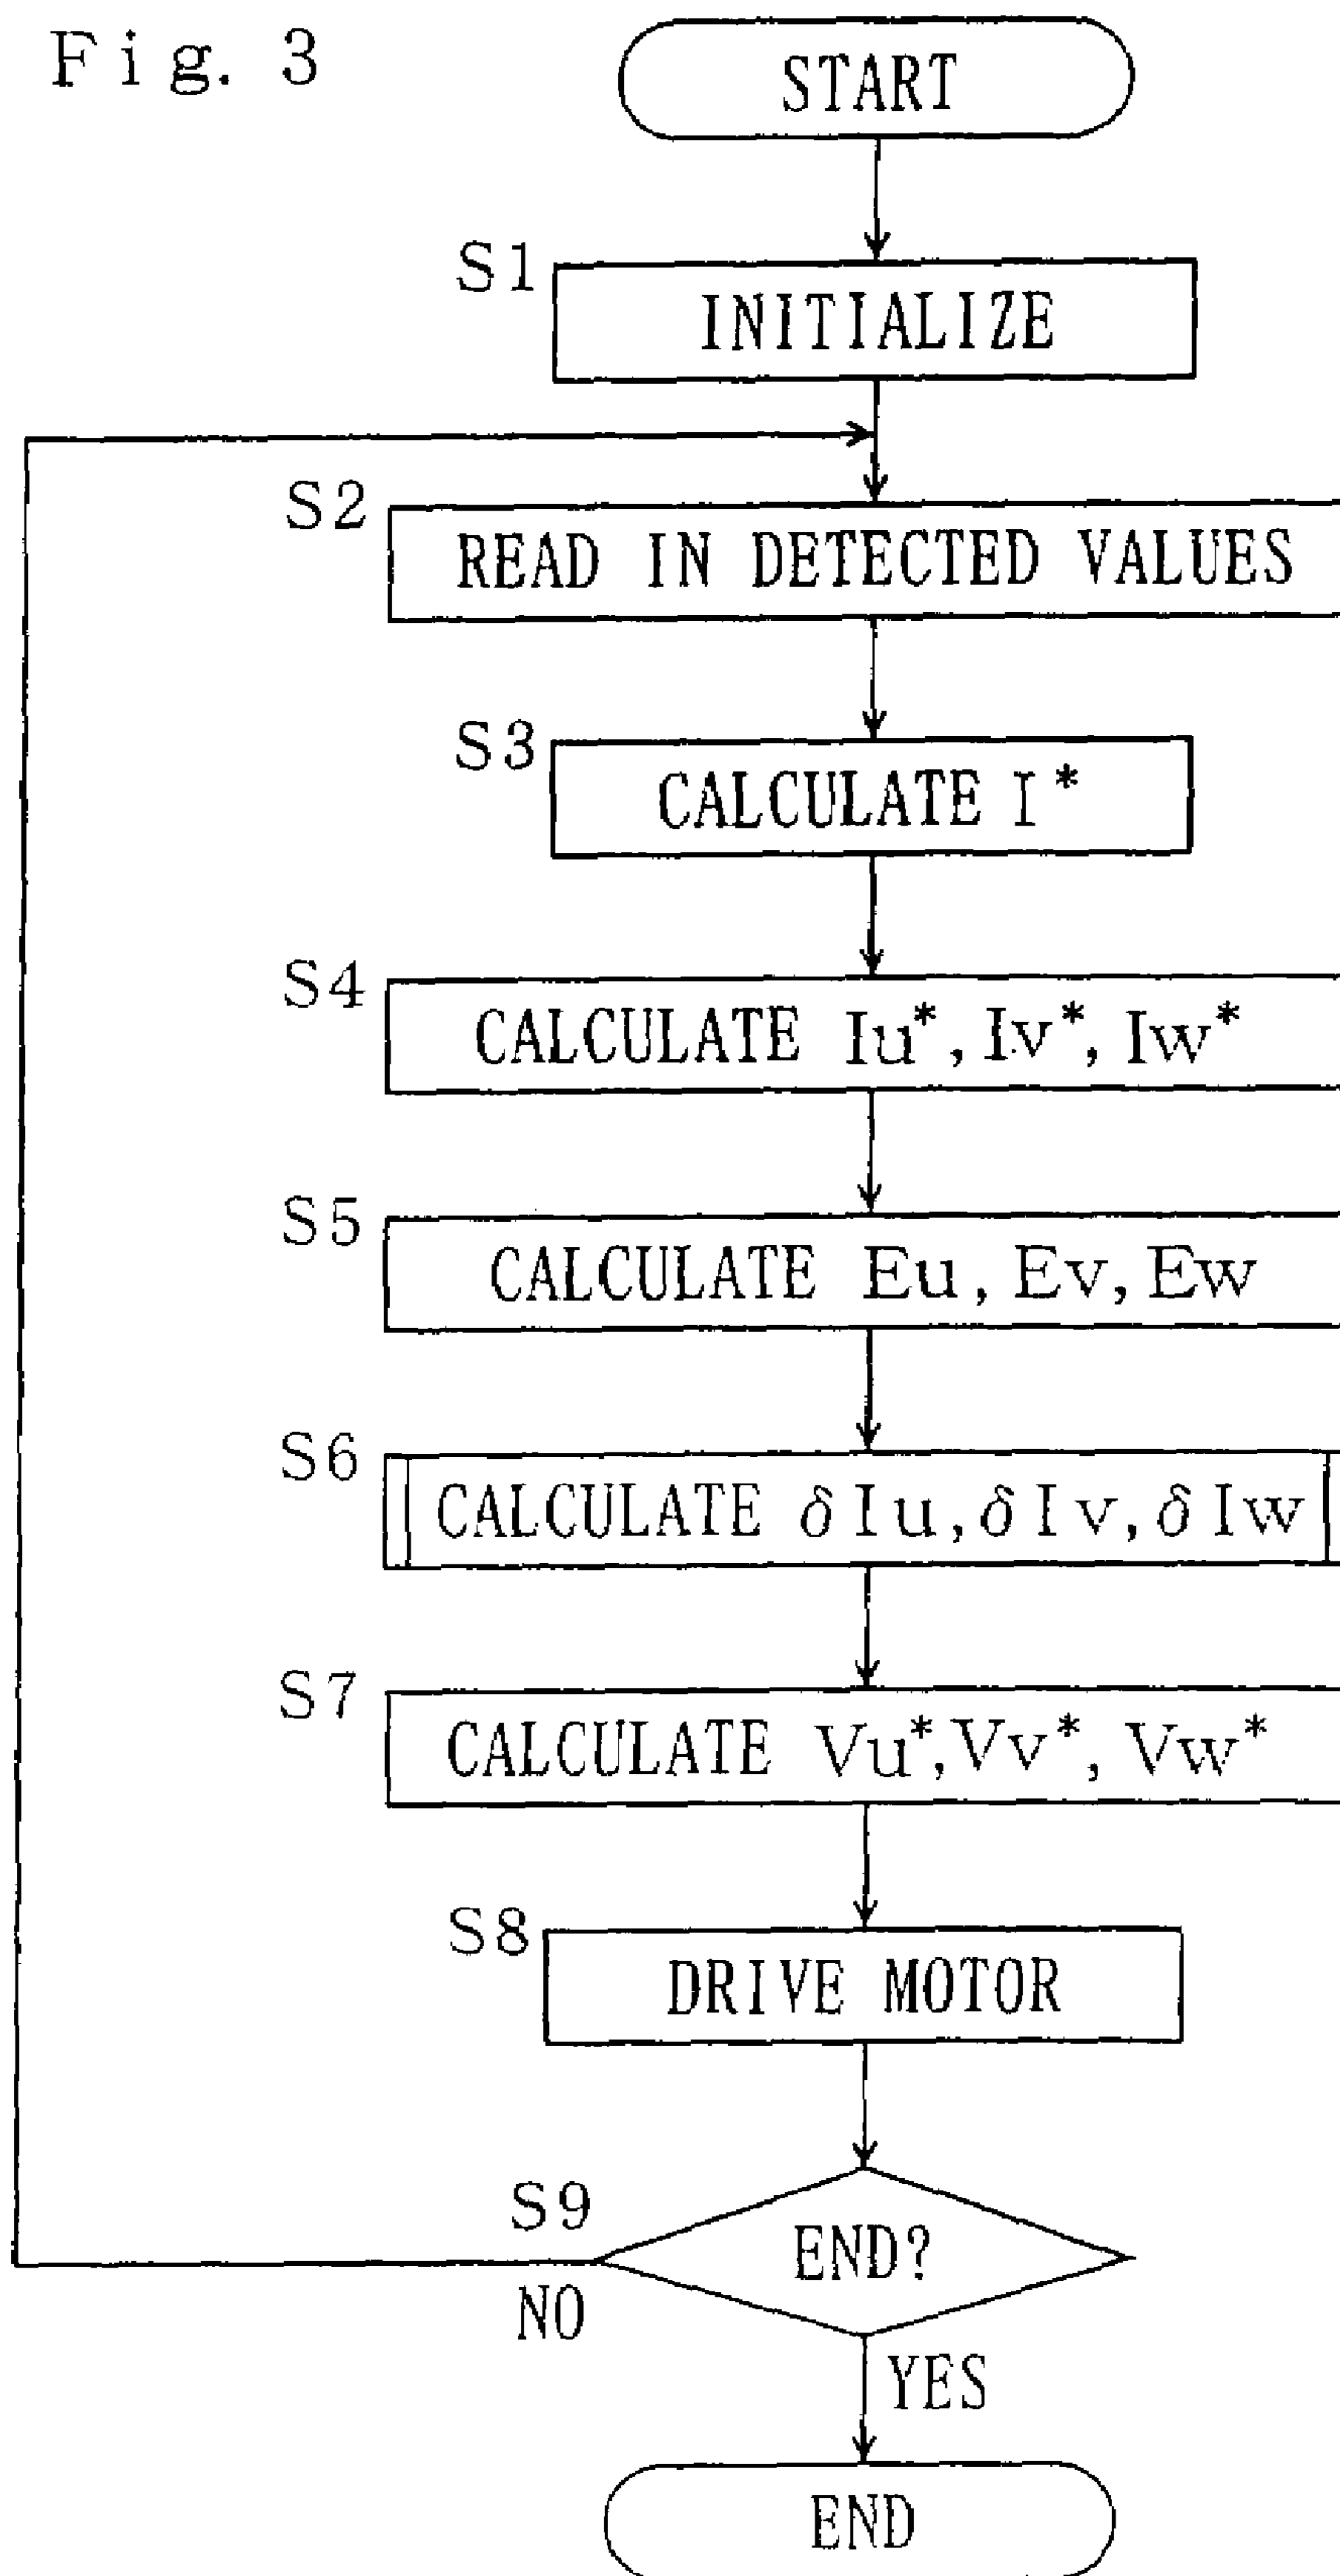 Fig. 3
START
S1
INITIALIZE
S2
READ IN DETECTED VALUES
S3
CALCULATE I*
S4
CALCULATE Iu*, Iv*, Iw*
S5
CALCULATE Eu, Ev, Ew
S6
CALCULATE δIu, δIv, δIw
S7
CALCULATE Vu*, Vv*, Vw*
S8
DRIVE MOTOR
S9
END?
NO
YES
END